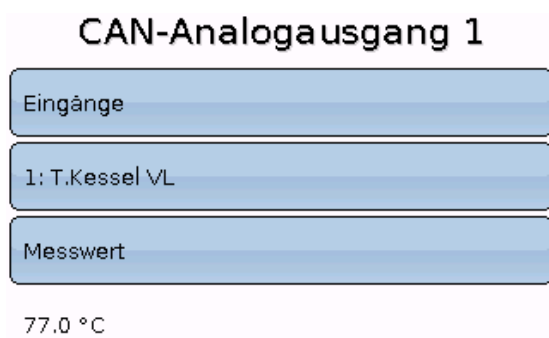 CAN-Analogausgang 1
Eingänge
1: T.Kessel VL
Messwert
77.0 °C